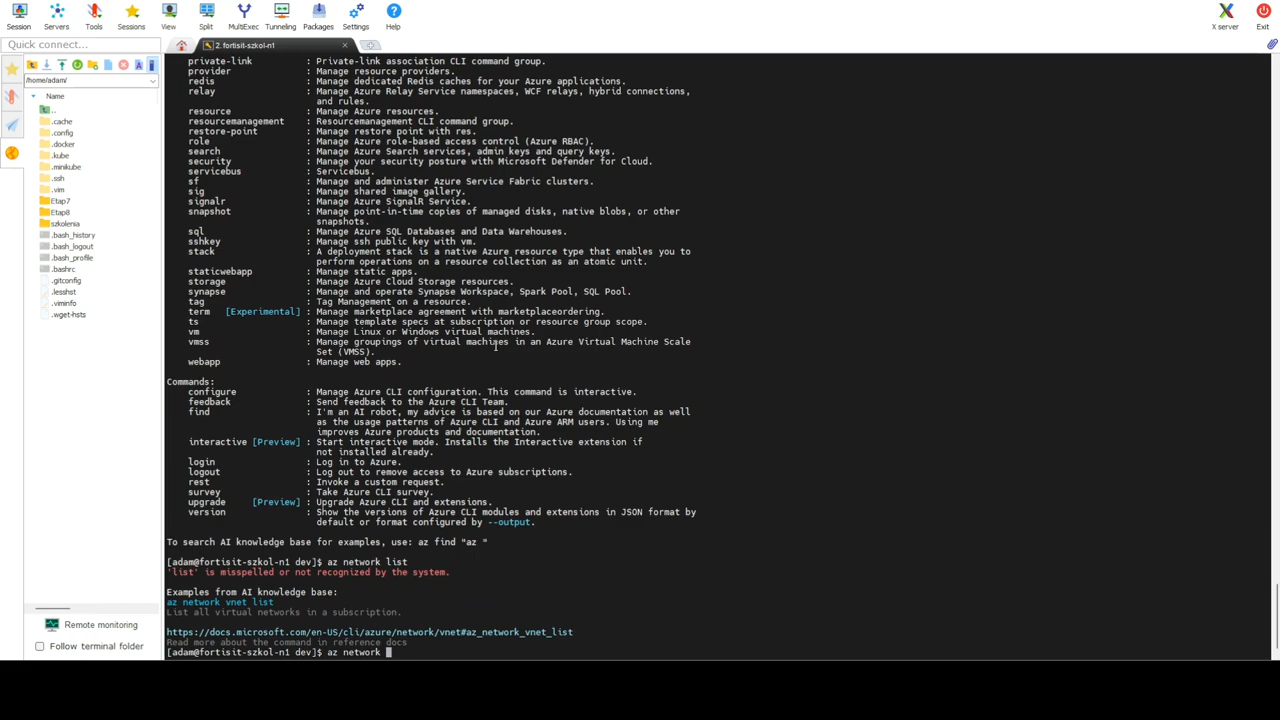 Session
Servers
Tools
Sessions
View
Split
MultiExec
Tunneling
Packages
Settings
Help
X server
Exit
Quick connect...
2. fortisit-szkol-n1
/home/adam/
Name
..
.cache
.config
.docker
.kube
.minikube
.ssh
.vim
Etap7
Etap8
szkolenia
.bash_history
.bash_logout
.bash_profile
.bashrc
.gitconfig
.lesshst
.viminfo
.wget-hsts
Remote monitoring
Follow terminal folder
private-link : Private-link association CLI command group.
provider : Manage resource providers.
redis : Manage dedicated Redis caches for your Azure applications.
relay : Manage Azure Relay Service namespaces, WCF relays, hybrid connections,
and rules.
resource : Manage Azure resources.
resourcemanagement : Resourcemanagement CLI command group.
restore-point : Manage restore point with res.
role : Manage Azure role-based access control (Azure RBAC).
search : Manage Azure Search services, admin keys and query keys.
security : Manage your security posture with Microsoft Defender for Cloud.
servicebus : Servicebus.
sf : Manage and administer Azure Service Fabric clusters.
sig : Manage shared image gallery.
signalr : Manage Azure SignalR Service.
snapshot : Manage point-in-time copies of managed disks, native blobs, or other
snapshots.
sql : Manage Azure SQL Databases and Data Warehouses.
sshkey : Manage ssh public key with vm.
stack : A deployment stack is a native Azure resource type that enables you to
perform operations on a resource collection as an atomic unit.
staticwebapp : Manage static apps.
storage : Manage Azure Cloud Storage resources.
synapse : Manage and operate Synapse Workspace, Spark Pool, SQL Pool.
tag : Tag Management on a resource.
term [Experimental] : Manage marketplace agreement with marketplaceordering.
ts : Manage template specs at subscription or resource group scope.
vm : Manage Linux or Windows virtual machines.
vmss : Manage groupings of virtual machines in an Azure Virtual Machine Scale
Set (VMSS).
webapp : Manage web apps.
Commands:
configure : Manage Azure CLI configuration. This command is interactive.
feedback : Send feedback to the Azure CLI Team.
find : I'm an AI robot, my advice is based on our Azure documentation as well
as the usage patterns of Azure CLI and Azure ARM users. Using me
improves Azure products and documentation.
interactive [Preview] : Start interactive mode. Installs the Interactive extension if
not installed already.
login : Log in to Azure.
logout : Log out to remove access to Azure subscriptions.
rest : Invoke a custom request.
survey : Take Azure CLI survey.
upgrade [Preview] : Upgrade Azure CLI and extensions.
version : Show the versions of Azure CLI modules and extensions in JSON format by
default or format configured by --output.
To search AI knowledge base for examples, use: az find "az "
[adam@fortisit-szkol-n1 dev]$ az network list
'list' is misspelled or not recognized by the system.
Examples from AI knowledge base:
az network vnet list
List all virtual networks in a subscription.
https://docs.microsoft.com/en-US/cli/azure/network/vnet#az_network_vnet_list
Read more about the command in reference docs
[adam@fortisit-szkol-n1 dev]$ az network